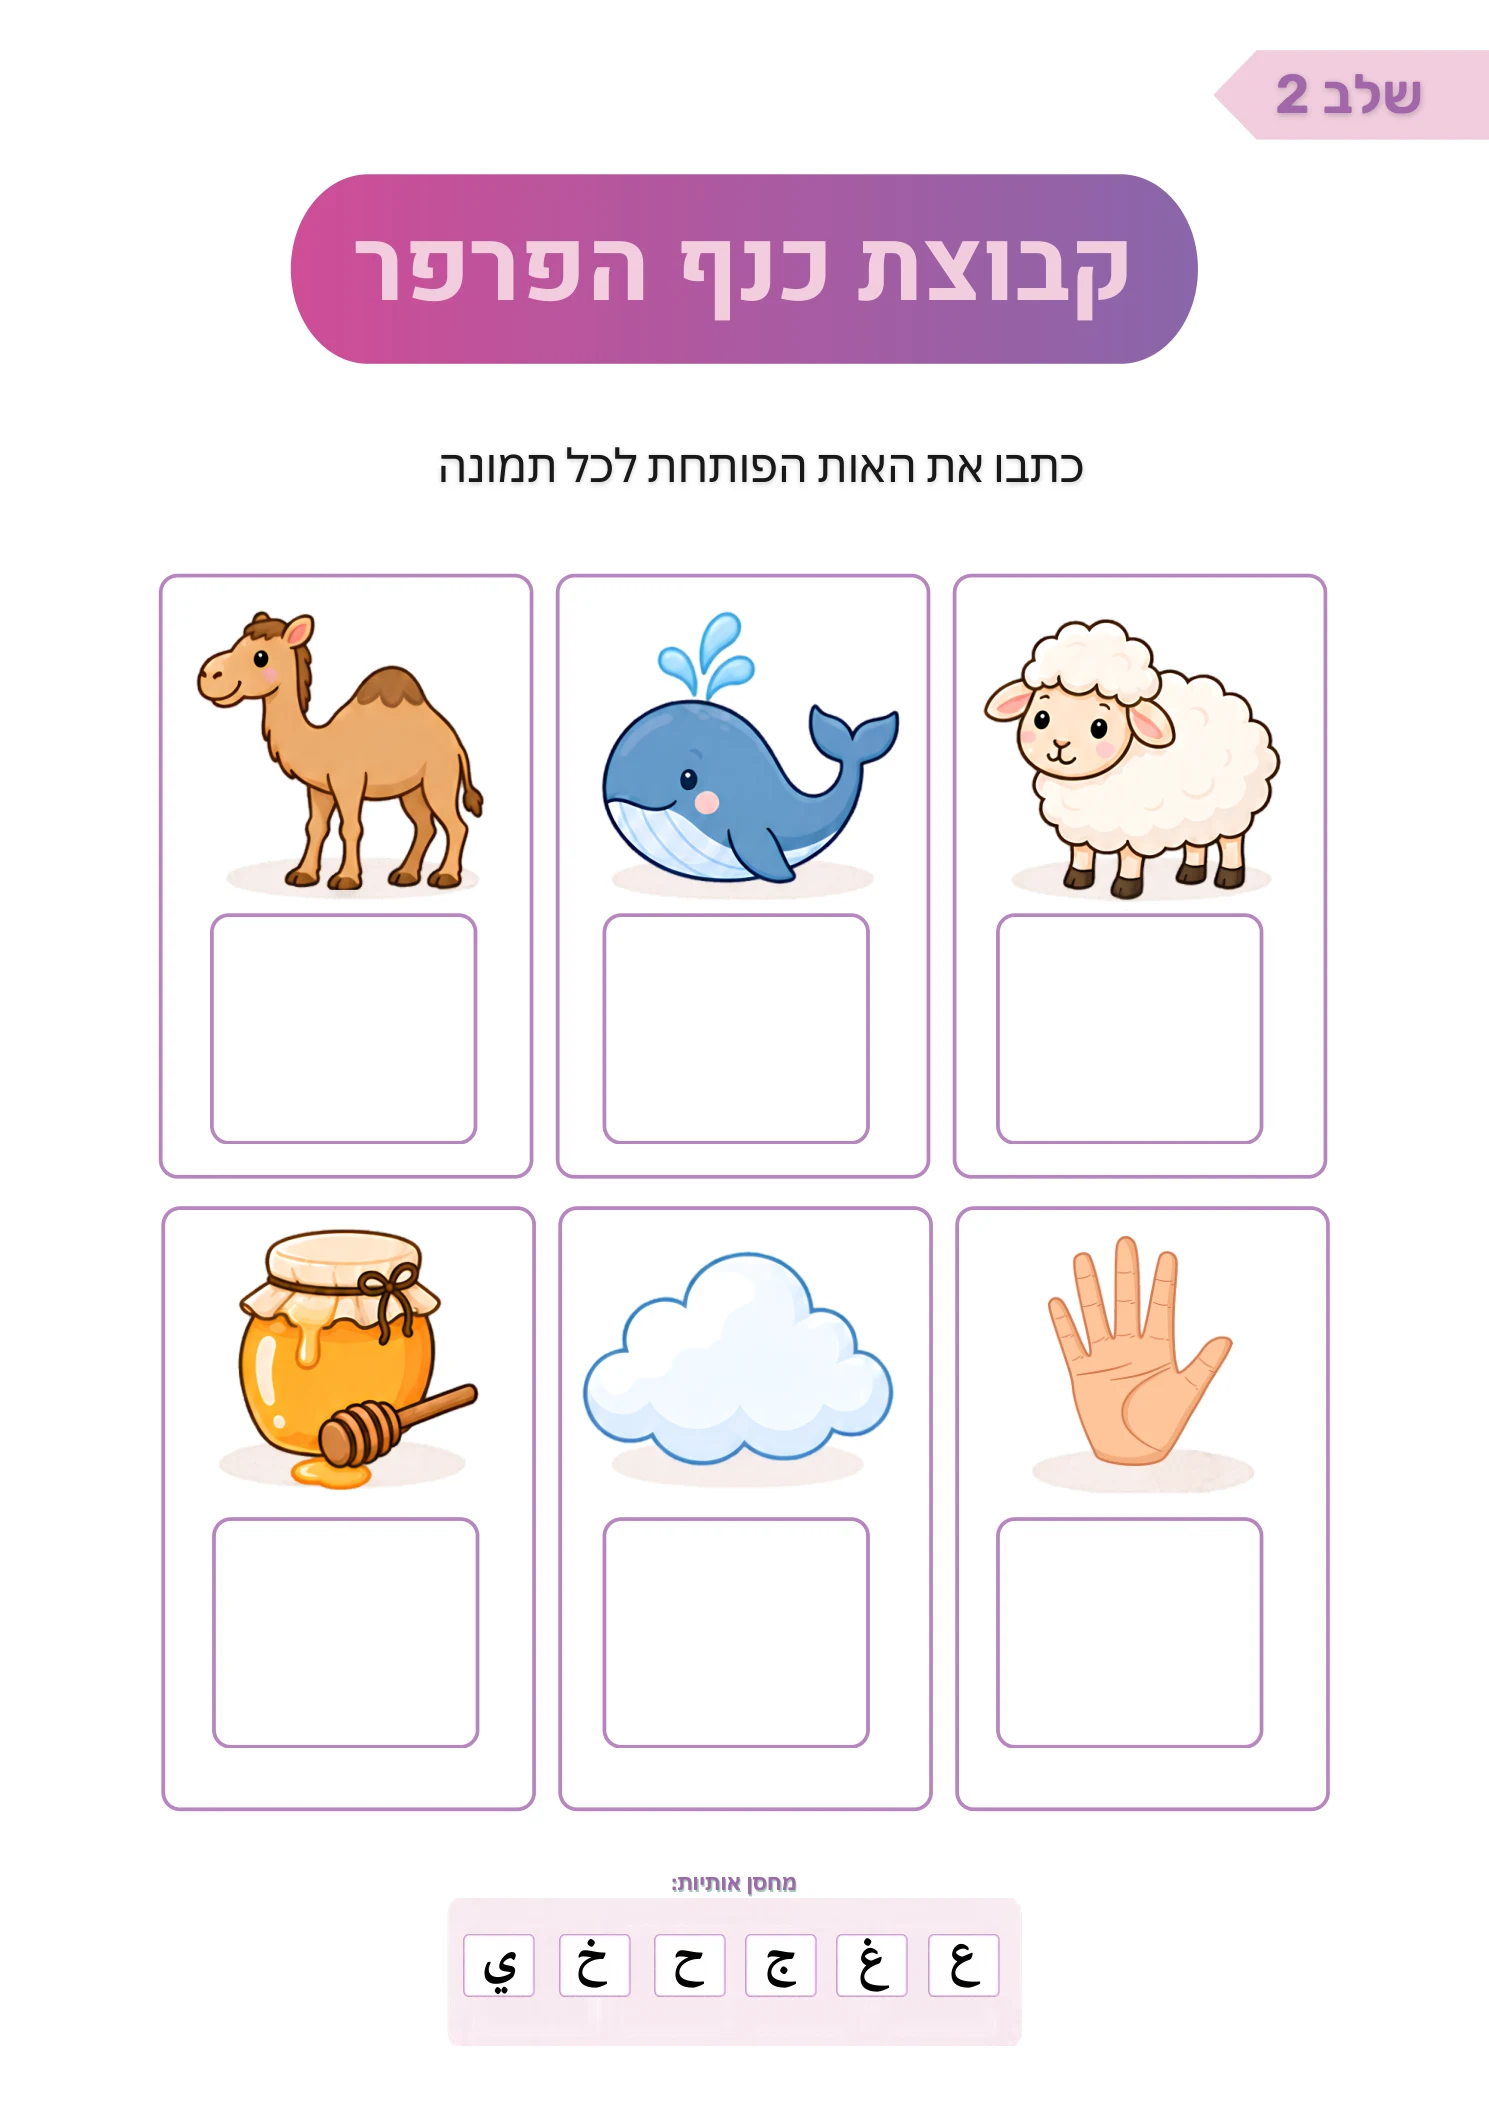 שלב 2
קבוצת כנף הפרפר
כתבו את האות הפותחת לכל תמונה
מחסן אותיות:
ع غ ج ح خ ي